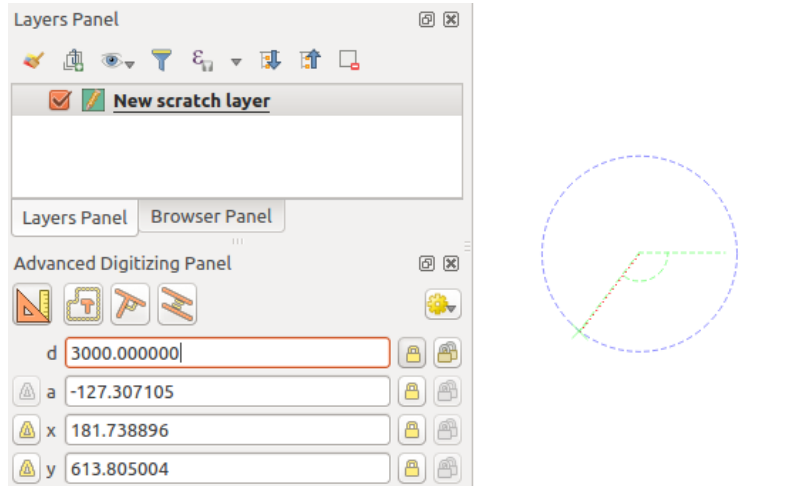 Layers Panel
ε
New scratch layer
Layers Panel Browser Panel
Advanced Digitizing Panel
d 3000.000000
a -127.307105
x 181.738896
y 613.805004